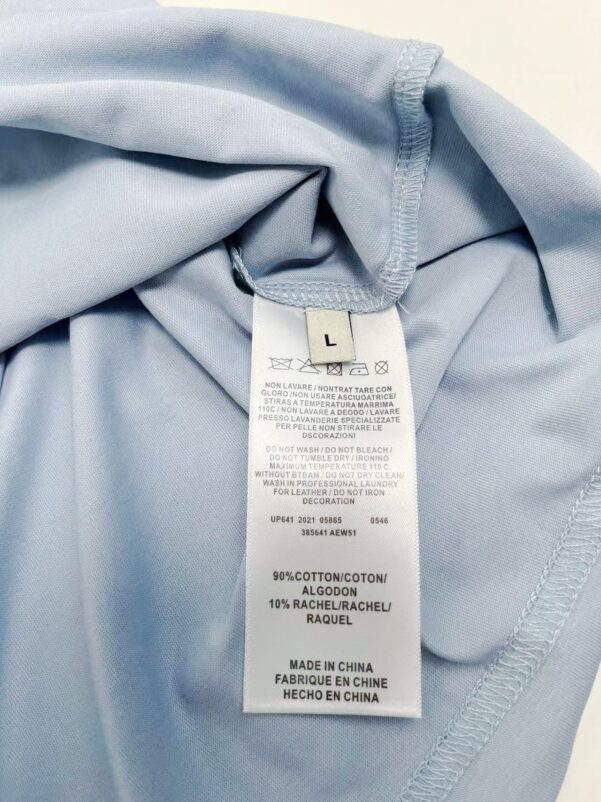 L
NON LAVARE / NONTRAT TARE CON
GLORO /NON USARE ASCIUOATRICE/
STIRAS A TEMPERATURA MARRIMA
110C / NON LAVARE A DEODO / LAVARE
PRESSO LAVANDERIE SPECIALIZZATE
PER PELLE NON STIRARE LE
DSCORAZIONI
DO NOT WASH / DO NOT BLEACH /
DO NOT TUMBLE DRY / IRONINO
MAXIMUM TEMPERATURE 110 C.
WITHOUT BTBAM / DO NOT DRY CLEAN/
WASH IN PROFESSIONAL LAUNDRY
FOR LEATHER / DO NOT IRON
DECORATION
UP641 2021 05865 0546
385641 AEW51
90%COTTON/COTON/
ALGODON
10% RACHEL/RACHEL/
RAQUEL
MADE IN CHINA
FABRIQUE EN CHINE
HECHO EN CHINA